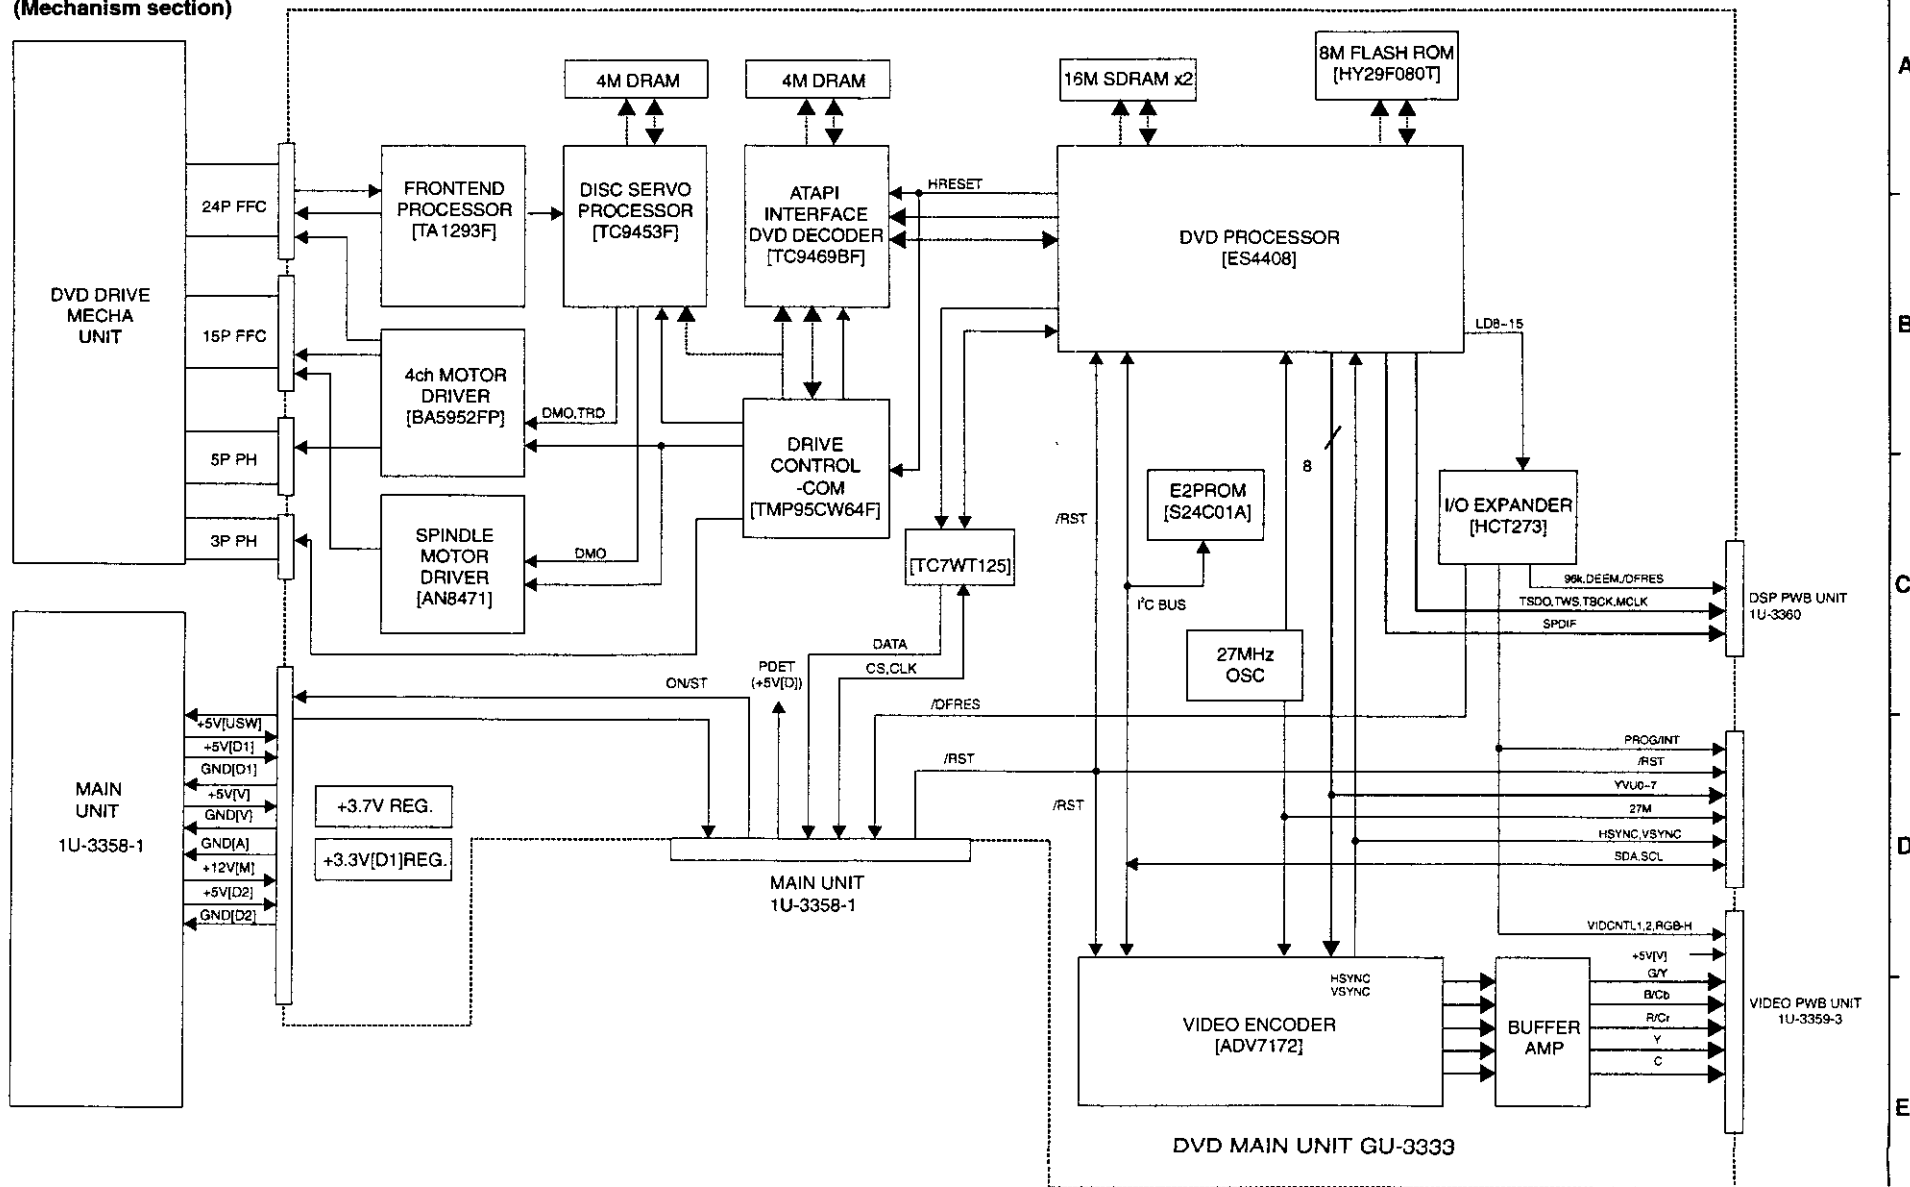 (Mechanism section)
A
B
C
D
E
DVD DRIVE
MECHA
UNIT
24P FFC
15P FFC
5P PH
3P PH
FRONTEND
PROCESSOR
[TA1293F]
4M DRAM
DISC SERVO
PROCESSOR
[TC9453F]
4M DRAM
ATAPI
INTERFACE
DVD DECODER
[TC9469BF]
16M SDRAM x2
8M FLASH ROM
[HY29F080T]
HRESET
DVD PROCESSOR
[ES4408]
LD8~15
4ch MOTOR
DRIVER
[BA5952FP]
DMO,TRD
DRIVE
CONTROL
-COM
[TMP95CW64F]
SPINDLE
MOTOR
DRIVER
[AN8471]
DMO
[TC7WT125]
/RST
E2PROM
[S24C01A]
I²C BUS
8
I/O EXPANDER
[HCT273]
27MHz
OSC
96k,DEEM,/DFRES
TSDO,TWS,TBCK,MCLK
SPDIF
DSP PWB UNIT
1U-3360
DATA
CS,CLK
PDET
(+5V[D])
ON/ST
/DFRES
/RST
/RST
PROG/INT
/RST
YVU0~7
27M
HSYNC,VSYNC
SDA,SCL
MAIN
UNIT
1U-3358-1
+5V[USW]
+5V[D1]
GND[D1]
+5V[V]
GND[V]
GND[A]
+12V[M]
+5V[D2]
GND[D2]
+3.7V REG.
+3.3V[D1]REG.
MAIN UNIT
1U-3358-1
VIDCNTL1,2,RGB-H
+5V[V]
G/Y
B/Cb
R/Cr
Y
C
VIDEO PWB UNIT
1U-3359-3
HSYNC
VSYNC
VIDEO ENCODER
[ADV7172]
BUFFER
AMP
DVD MAIN UNIT GU-3333